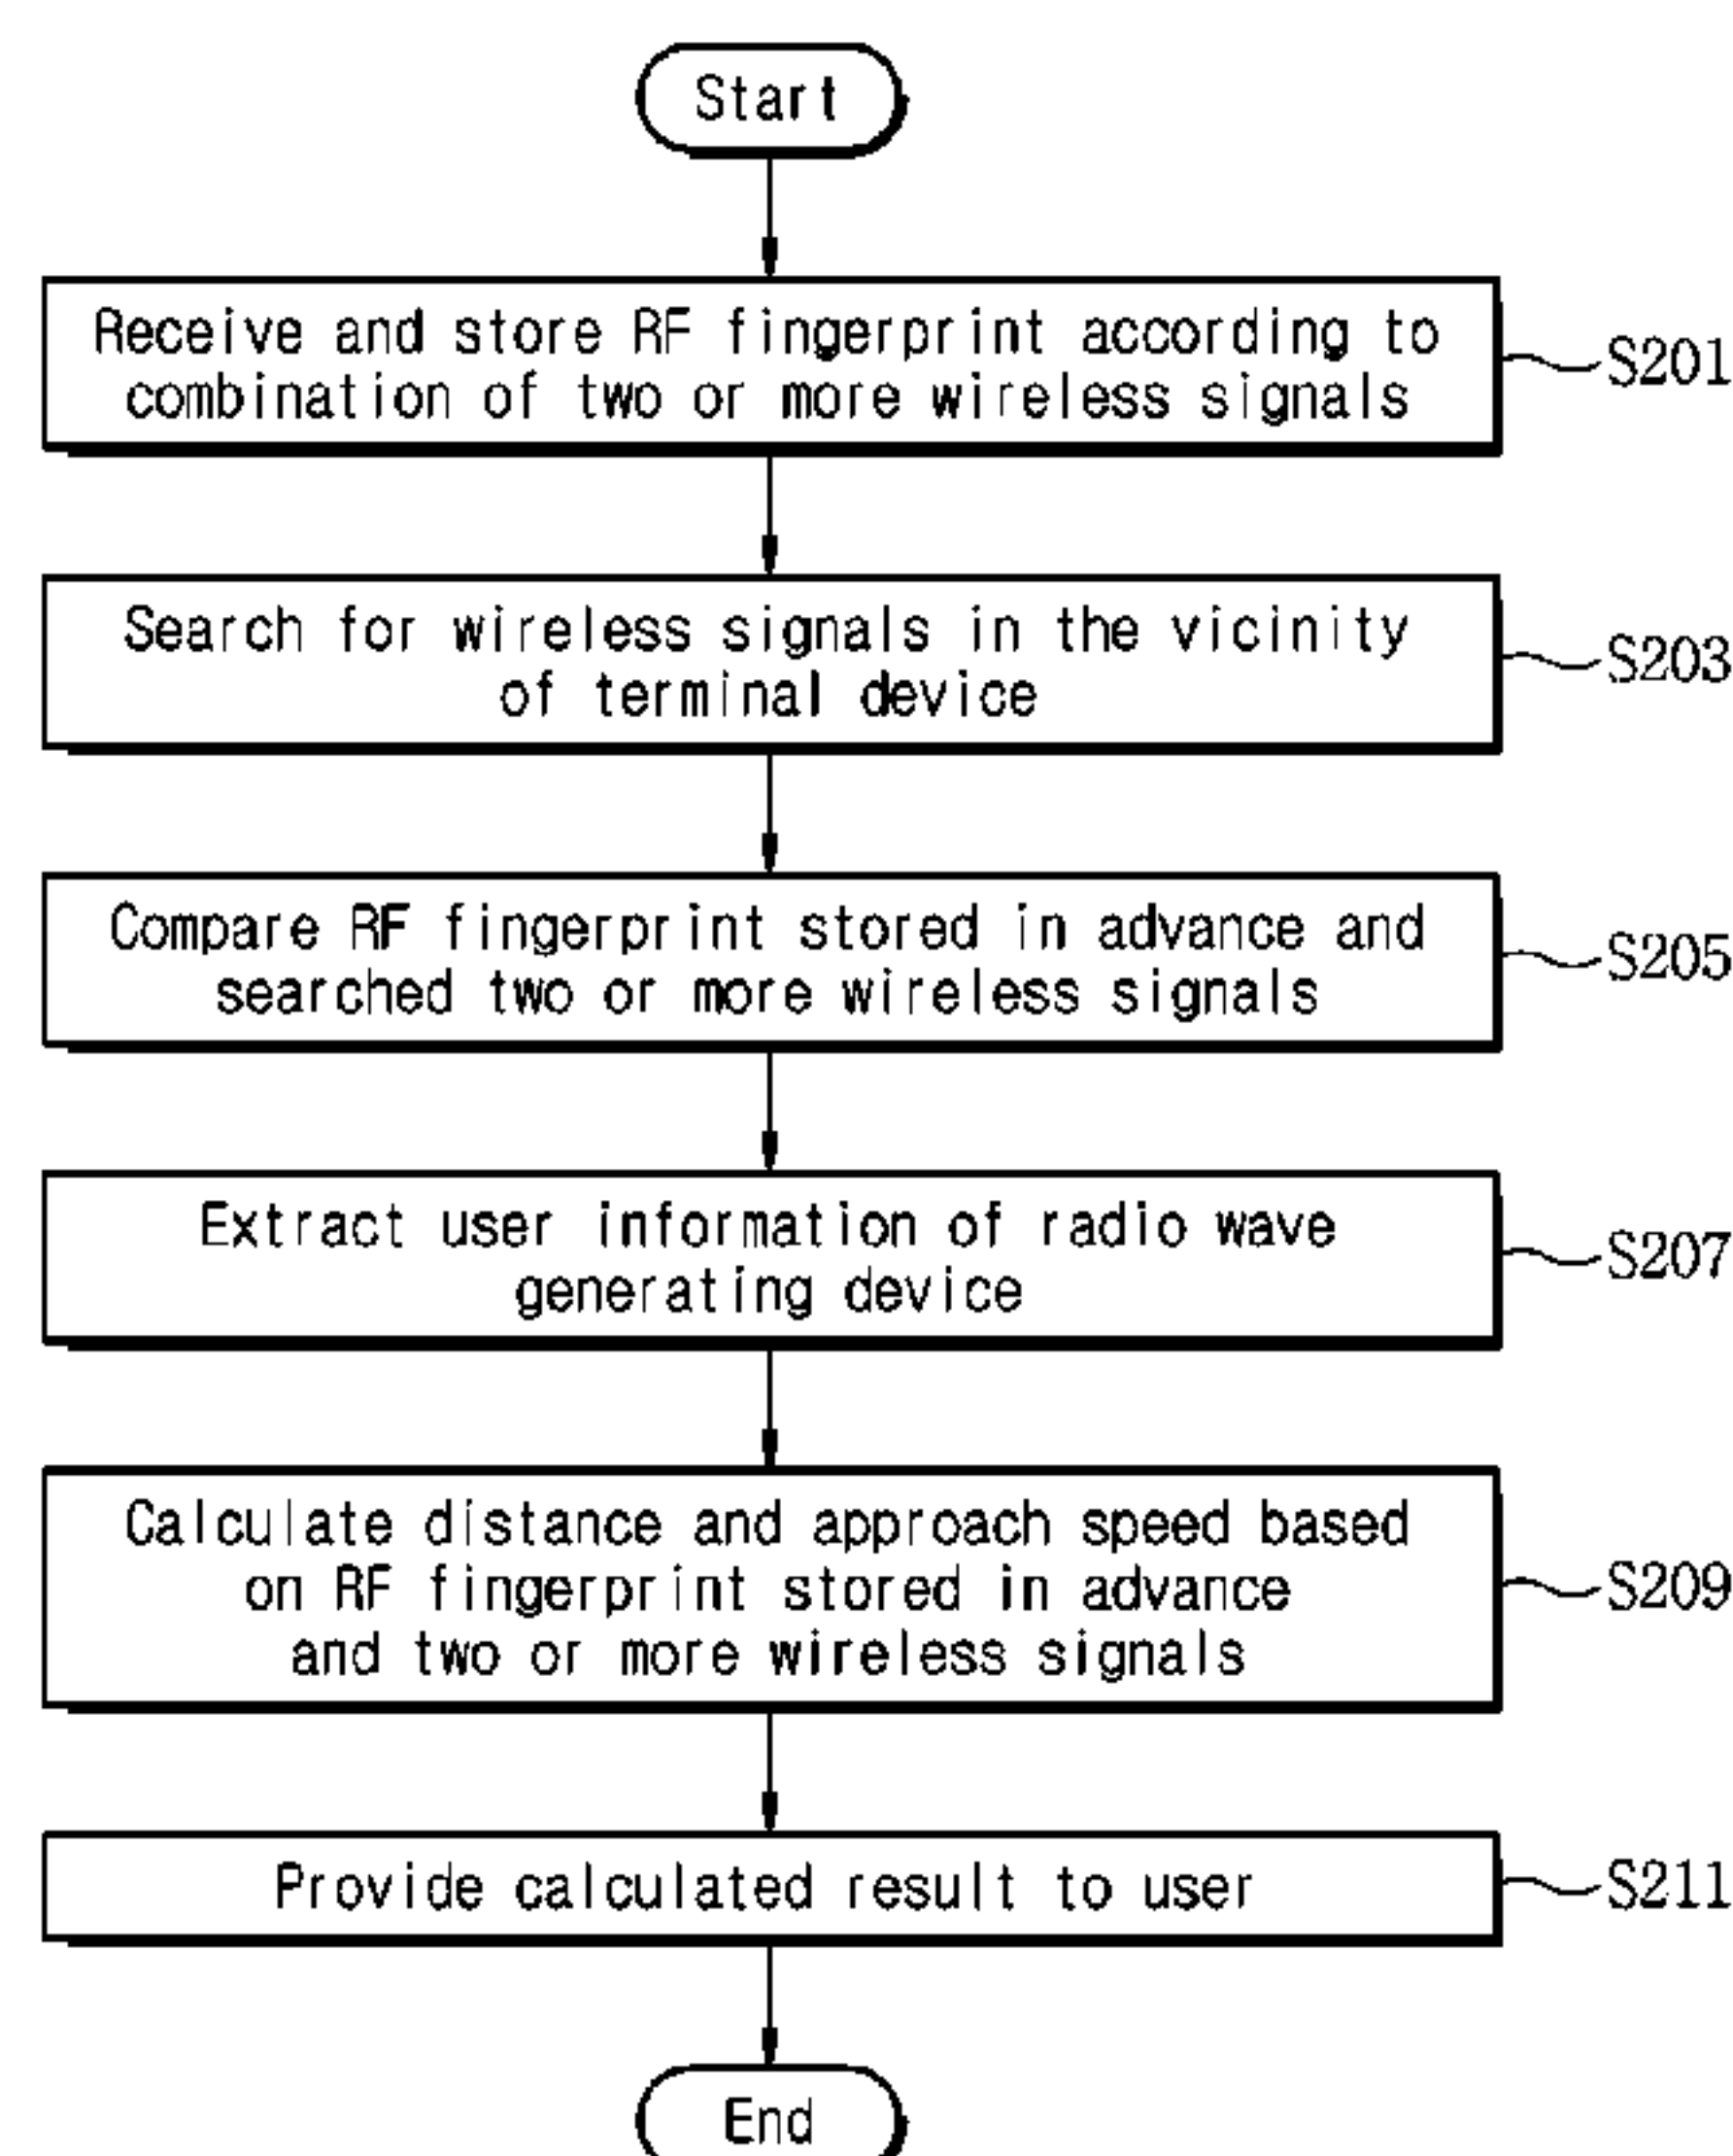 Start
Receive and store RF fingerprint according to
combination of two or more wireless signals
S201
Search for wireless signals in the vicinity
of terminal device
S203
Compare RF fingerprint stored in advance and
searched two or more wireless signals
S205
Extract user information of radio wave
generating device
S207
Calculate distance and approach speed based
on RF fingerprint stored in advance
and two or more wireless signals
S209
Provide calculated result to user
S211
End